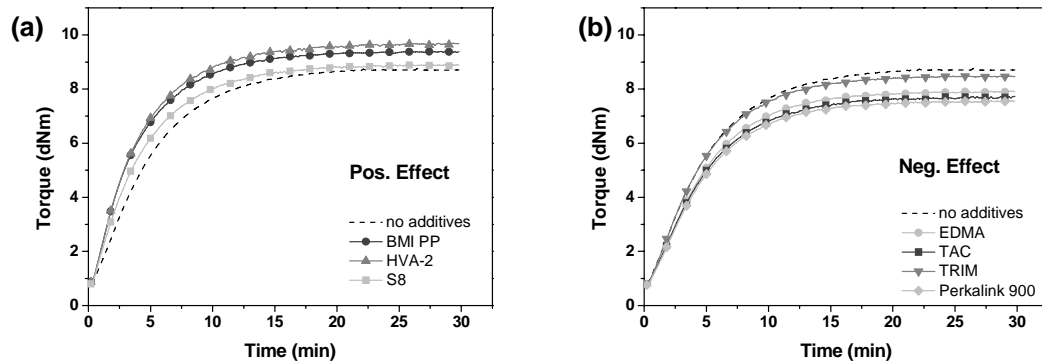 (a)
10
8
6
4
2
0
Torque (dNm)
0
5
10
15
20
25
30
Time (min)
Pos. Effect
no additives
BMI PP
HVA-2
S8
(b)
10
8
6
4
2
0
Torque (dNm)
0
5
10
15
20
25
30
Time (min)
Neg. Effect
no additives
EDMA
TAC
TRIM
Perkalink 900